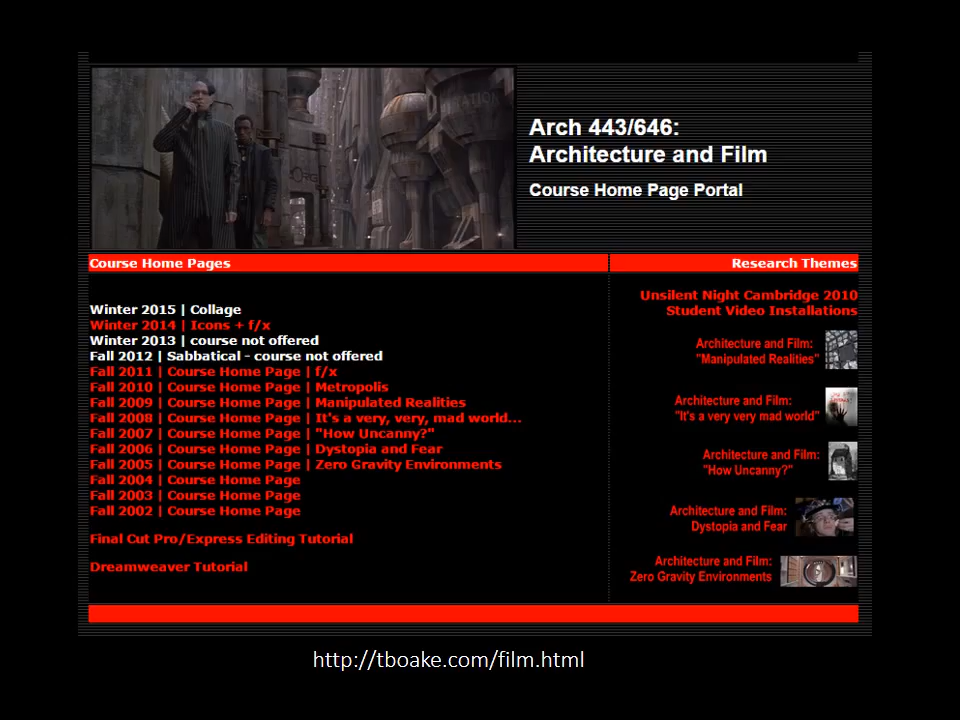 Arch 443/646:
Architecture and Film
Course Home Page Portal
Course Home Pages
Research Themes
Winter 2015 | Collage
Winter 2014 | Icons + f/x
Winter 2013 | course not offered
Fall 2012 | Sabbatical - course not offered
Fall 2011 | Course Home Page | f/x
Fall 2010 | Course Home Page | Metropolis
Fall 2009 | Course Home Page | Manipulated Realities
Fall 2008 | Course Home Page | It's a very, very, mad world...
Fall 2007 | Course Home Page | "How Uncanny?"
Fall 2006 | Course Home Page | Dystopia and Fear
Fall 2005 | Course Home Page | Zero Gravity Environments
Fall 2004 | Course Home Page
Fall 2003 | Course Home Page
Fall 2002 | Course Home Page
Final Cut Pro/Express Editing Tutorial
Dreamweaver Tutorial
Unsilent Night Cambridge 2010
Student Video Installations
Architecture and Film:
"Manipulated Realities"
Architecture and Film:
"It's a very very mad world"
Architecture and Film:
"How Uncanny?"
Architecture and Film:
Dystopia and Fear
Architecture and Film:
Zero Gravity Environments
http://tboake.com/film.html